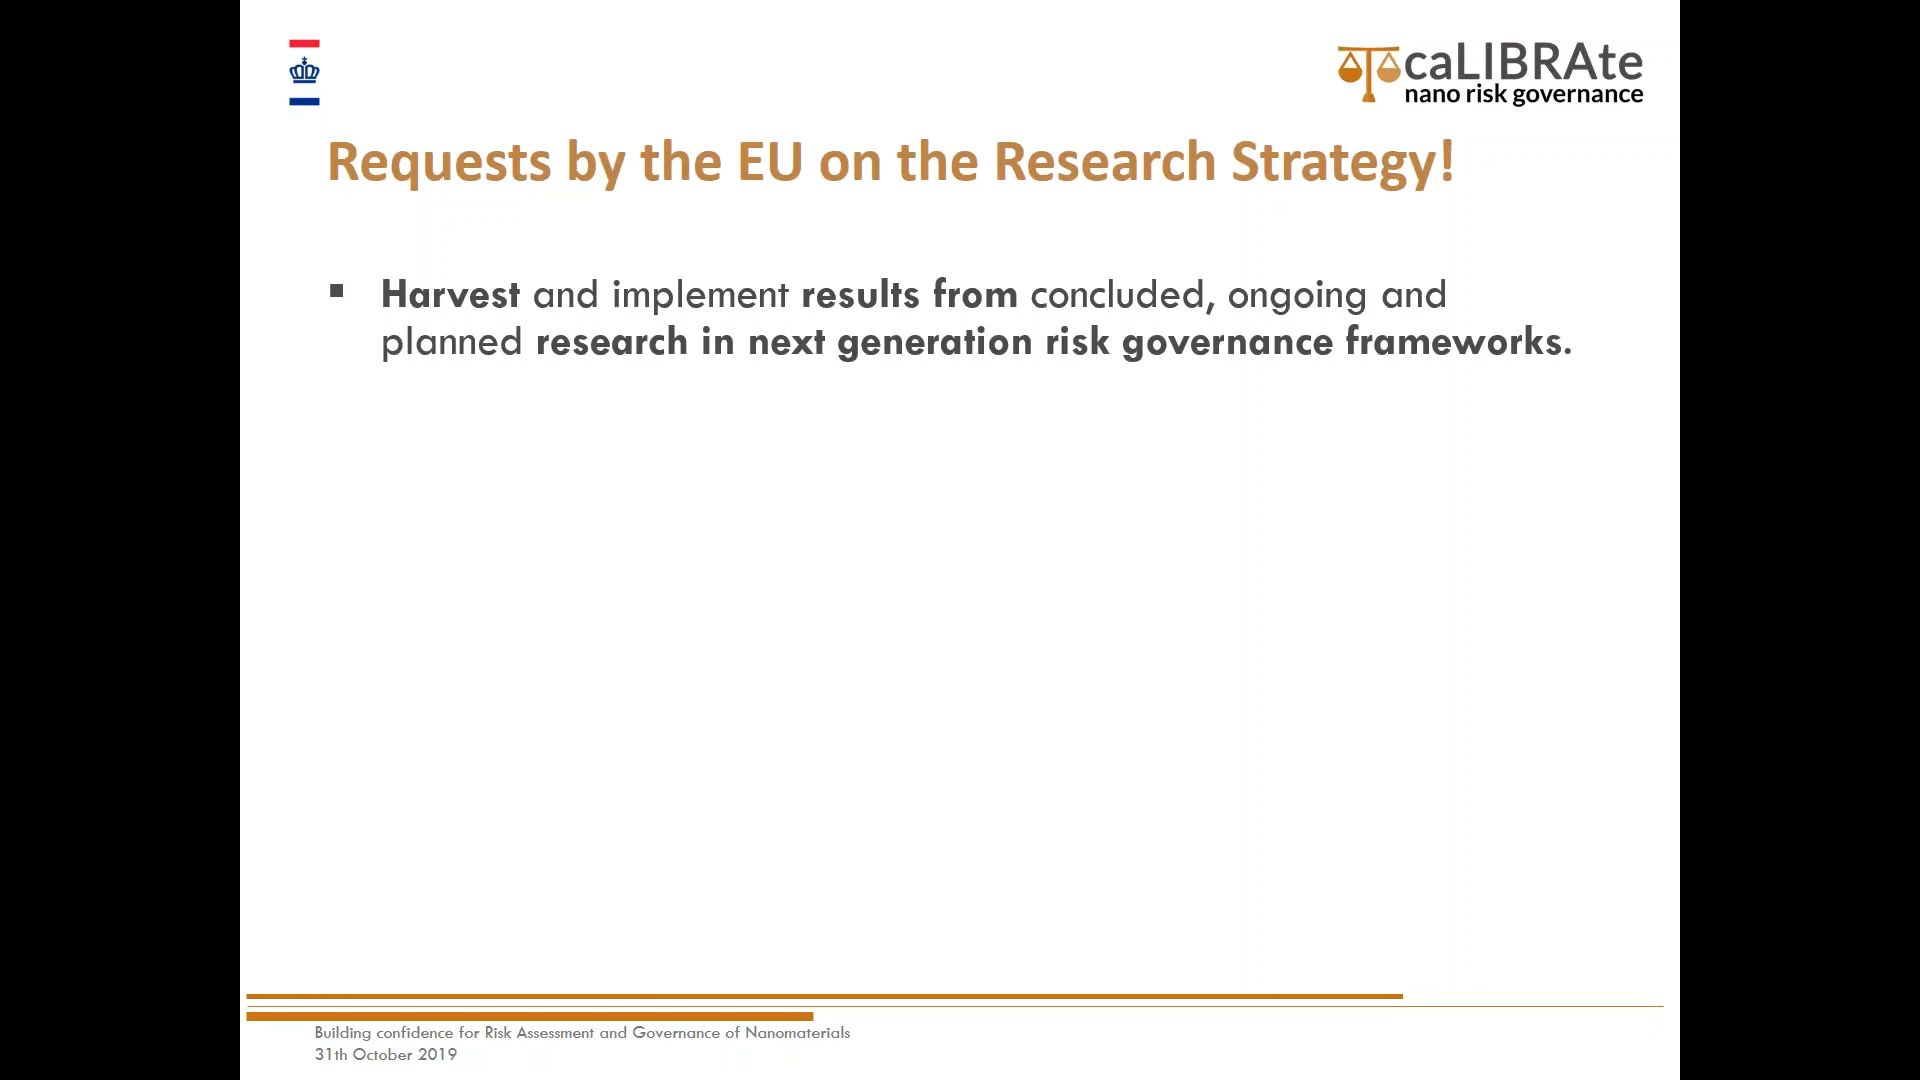 caLIBRAte
nano risk governance
Requests by the EU on the Research Strategy!
▪ Harvest and implement results from concluded, ongoing and
planned research in next generation risk governance frameworks.
Building confidence for Risk Assessment and Governance of Nanomaterials
31th October 2019